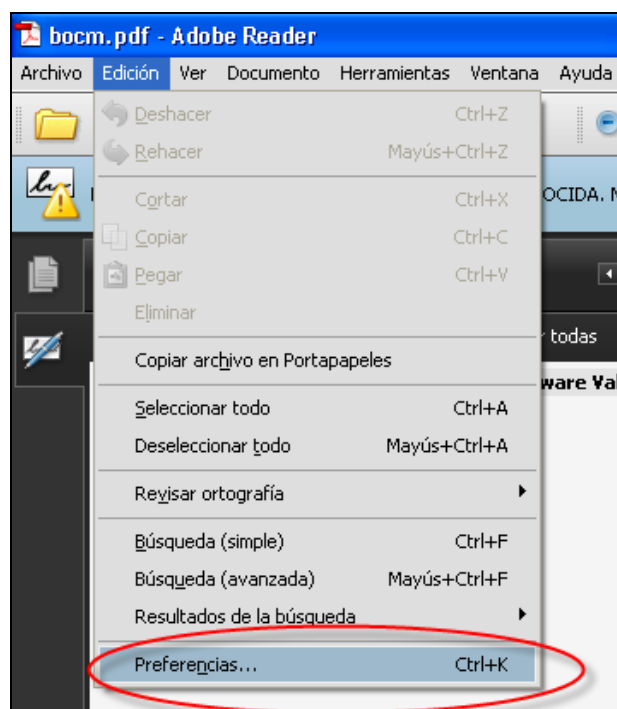 bocm.pdf - Adobe Reader
Archivo Edición Ver Documento Herramientas Ventana Ayuda
Deshacer Ctrl+Z
Rehacer Mayús+Ctrl+Z
OCIDA.
Cortar Ctrl+X
Copiar Ctrl+C
Pegar Ctrl+V
Eliminar
todas
Copiar archivo en Portapapeles
ware Val
Seleccionar todo Ctrl+A
Deseleccionar todo Mayús+Ctrl+A
Revisar ortografía
Búsqueda (simple) Ctrl+F
Búsqueda (avanzada) Mayús+Ctrl+F
Resultados de la búsqueda
Preferencias... Ctrl+K